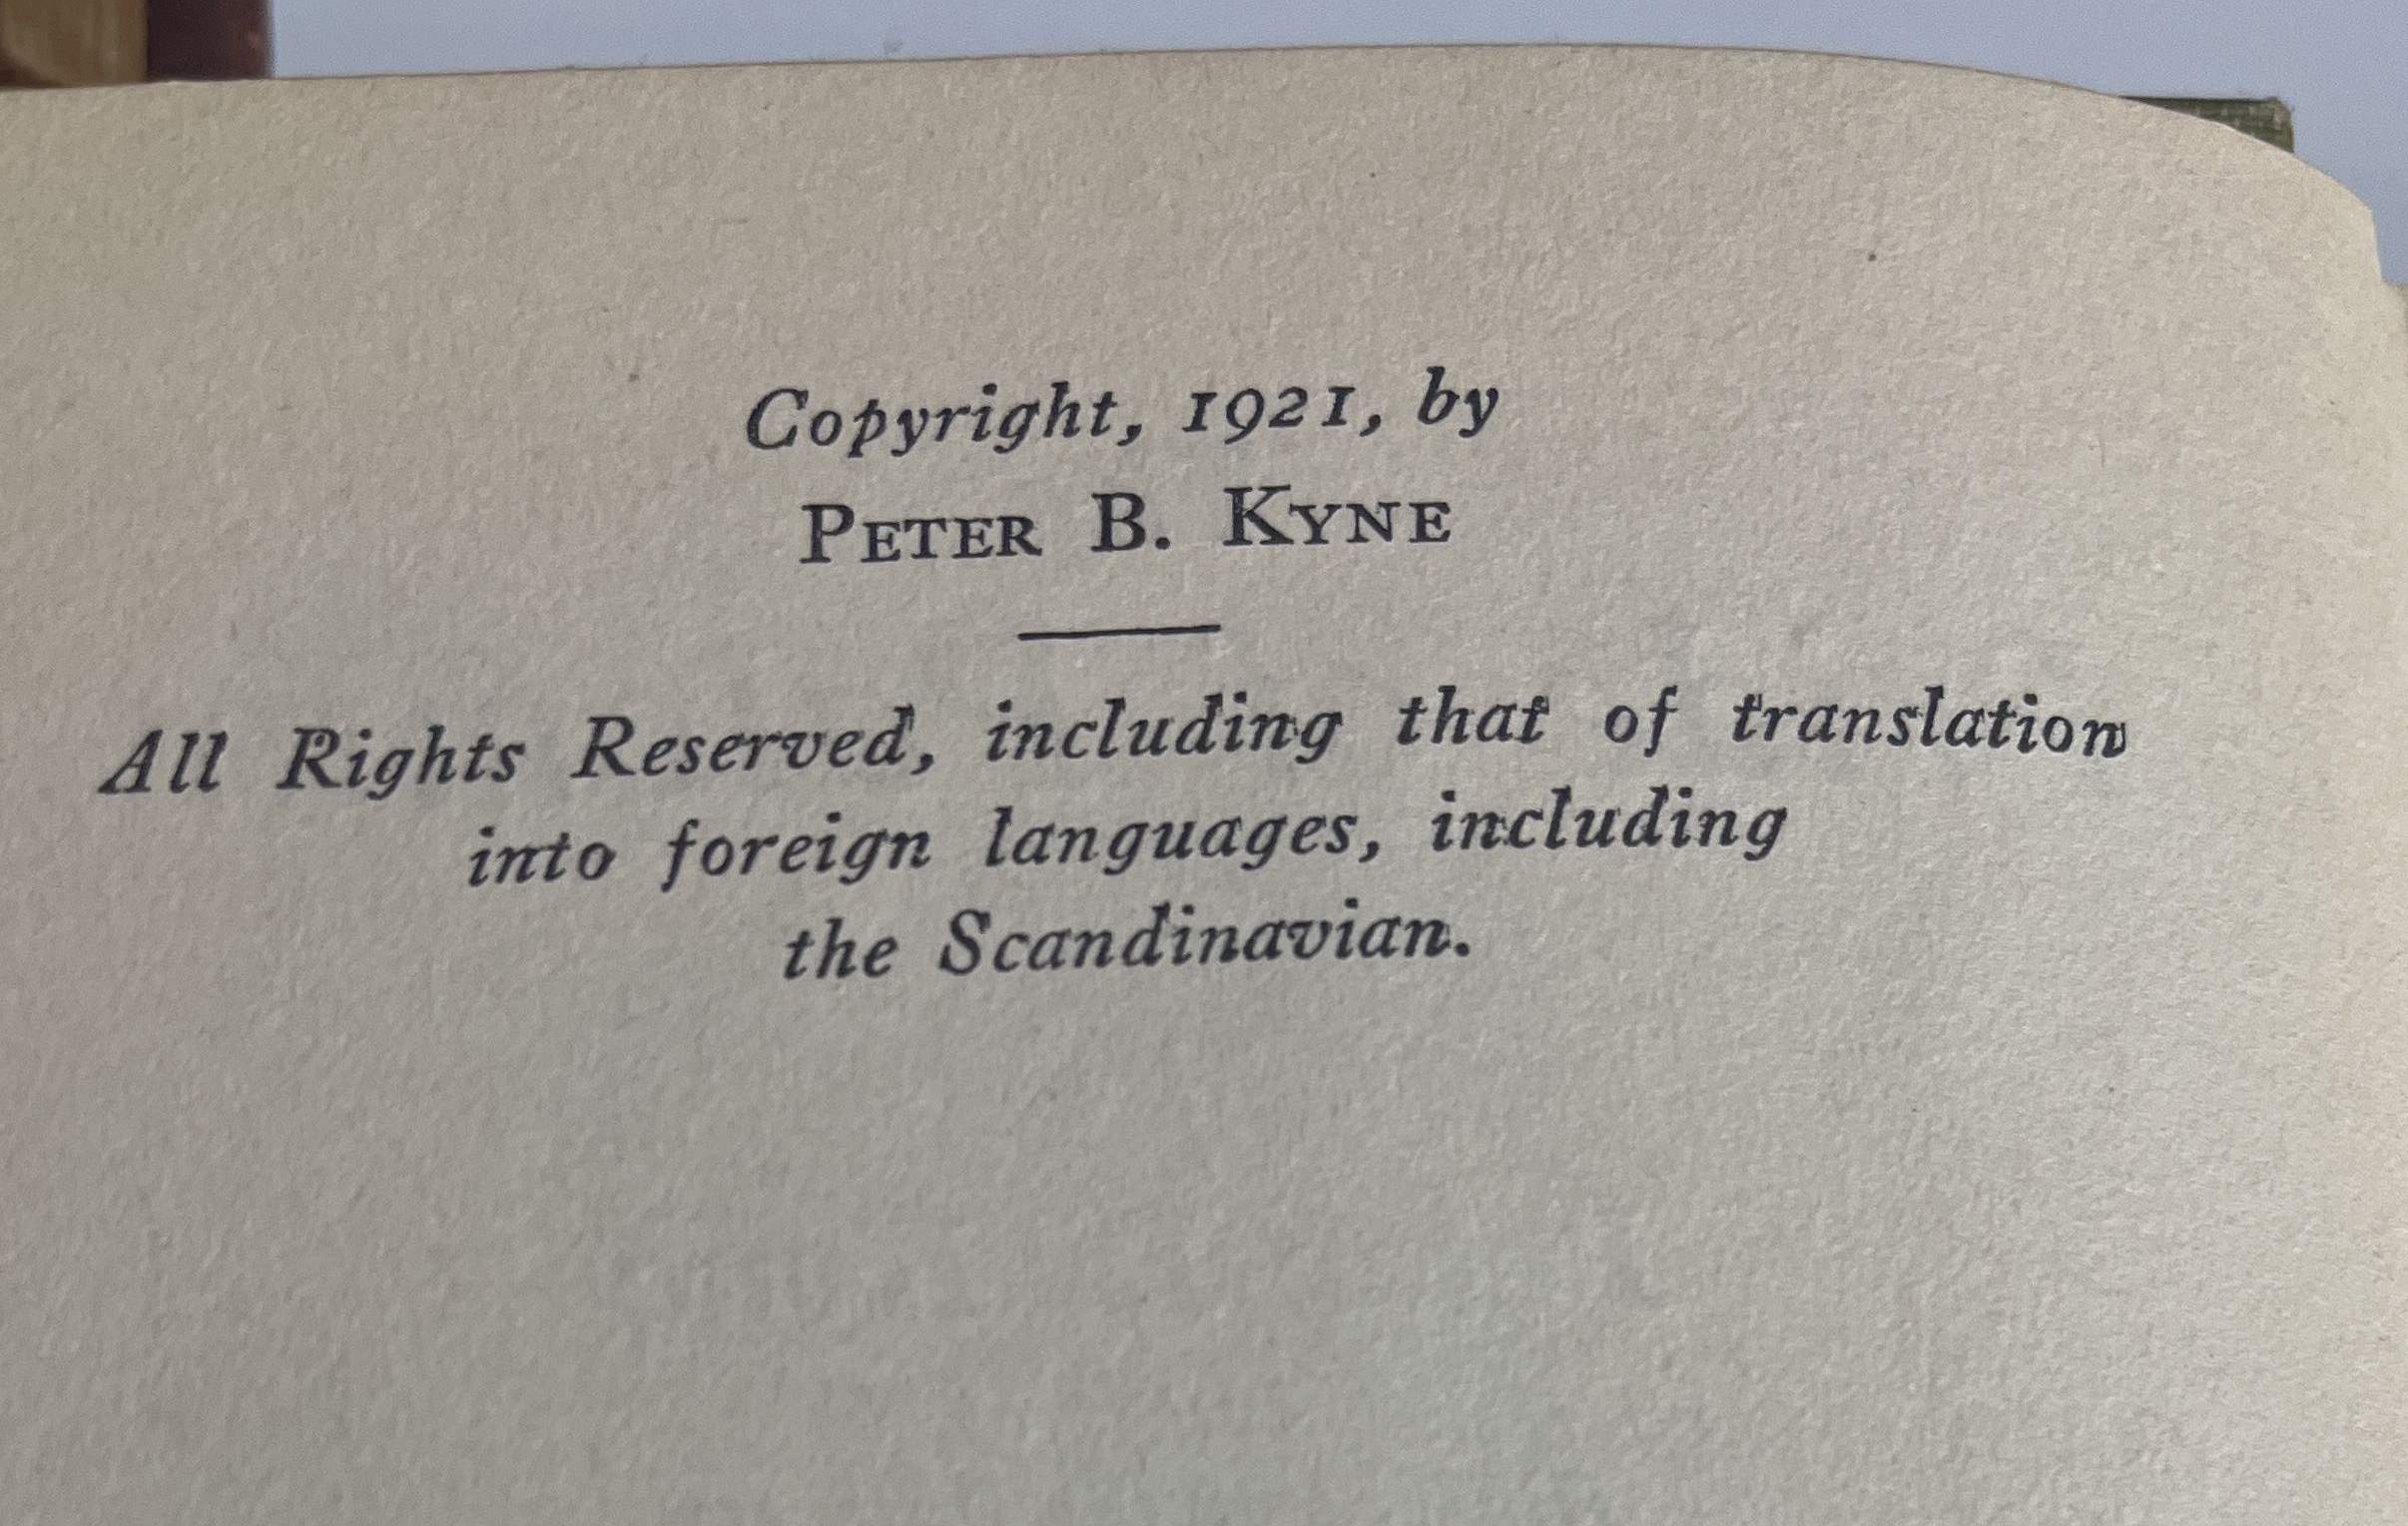 Copyright, 1921, by
PETER B. KYNE
All Rights Reserved, including that of translation
into foreign languages, including
the Scandinavian.